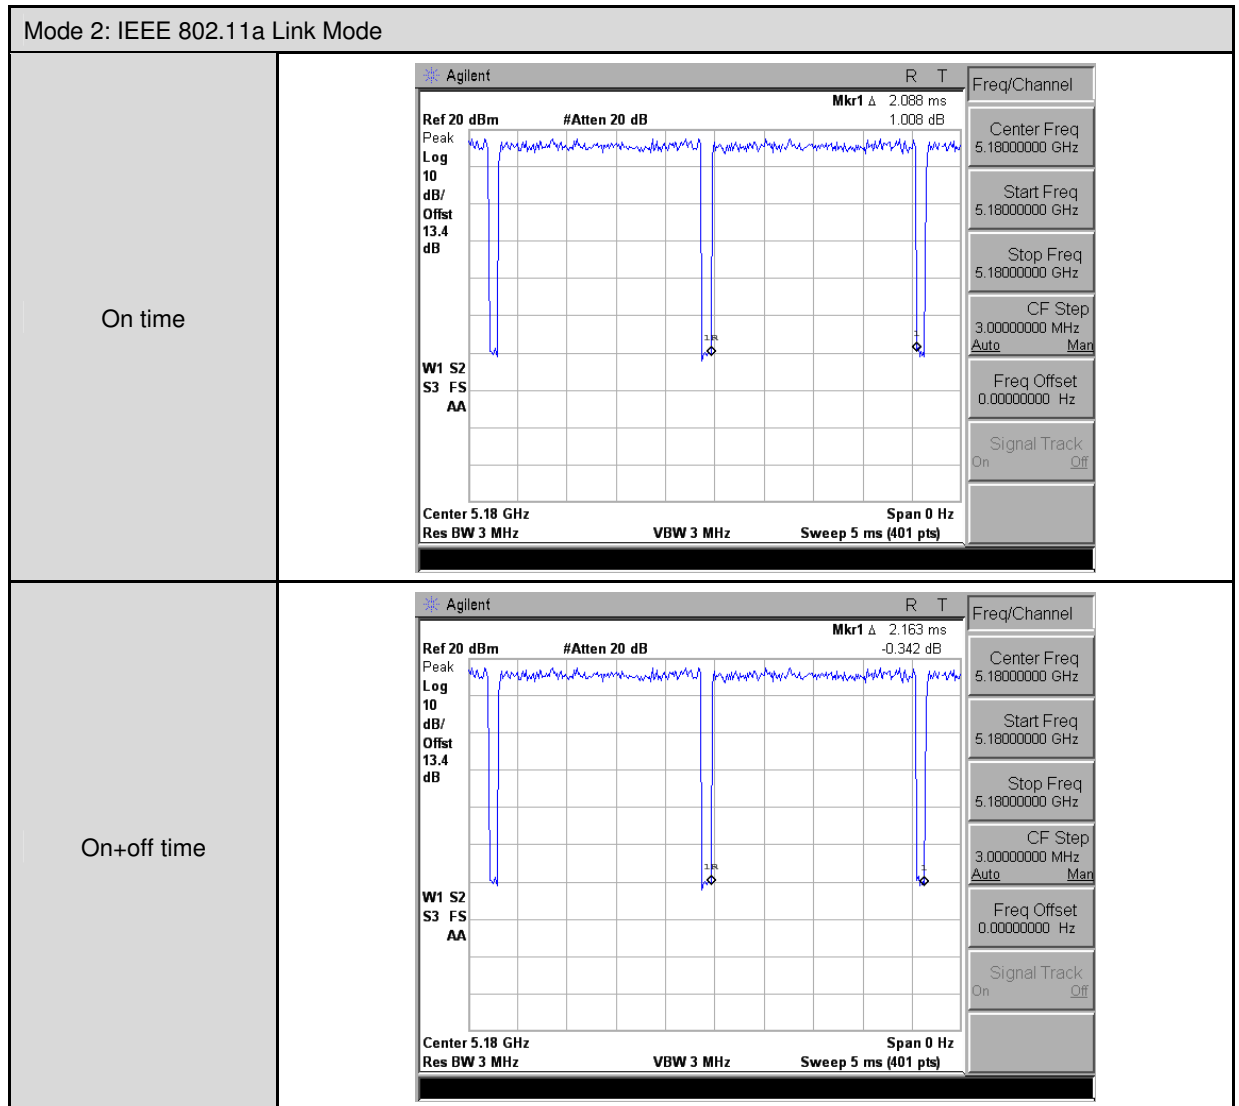 Mode 2: IEEE 802.11a Link Mode
On time
Agilent R T
Mkr1 Δ 2.088 ms
Ref 20 dBm #Atten 20 dB 1.008 dB
Peak
Log
10
dB/
Offst
13.4
dB
1R
1
W1 S2
S3 FS
AA
Center 5.18 GHz Span 0 Hz
Res BW 3 MHz VBW 3 MHz Sweep 5 ms (401 pts)
Freq/Channel
Center Freq
5.18000000 GHz
Start Freq
5.18000000 GHz
Stop Freq
5.18000000 GHz
CF Step
3.00000000 MHz
Auto Man
Freq Offset
0.00000000 Hz
Signal Track
On Off
On+off time
Agilent R T
Mkr1 Δ 2.163 ms
Ref 20 dBm #Atten 20 dB -0.342 dB
Peak
Log
10
dB/
Offst
13.4
dB
1R
1
W1 S2
S3 FS
AA
Center 5.18 GHz Span 0 Hz
Res BW 3 MHz VBW 3 MHz Sweep 5 ms (401 pts)
Freq/Channel
Center Freq
5.18000000 GHz
Start Freq
5.18000000 GHz
Stop Freq
5.18000000 GHz
CF Step
3.00000000 MHz
Auto Man
Freq Offset
0.00000000 Hz
Signal Track
On Off